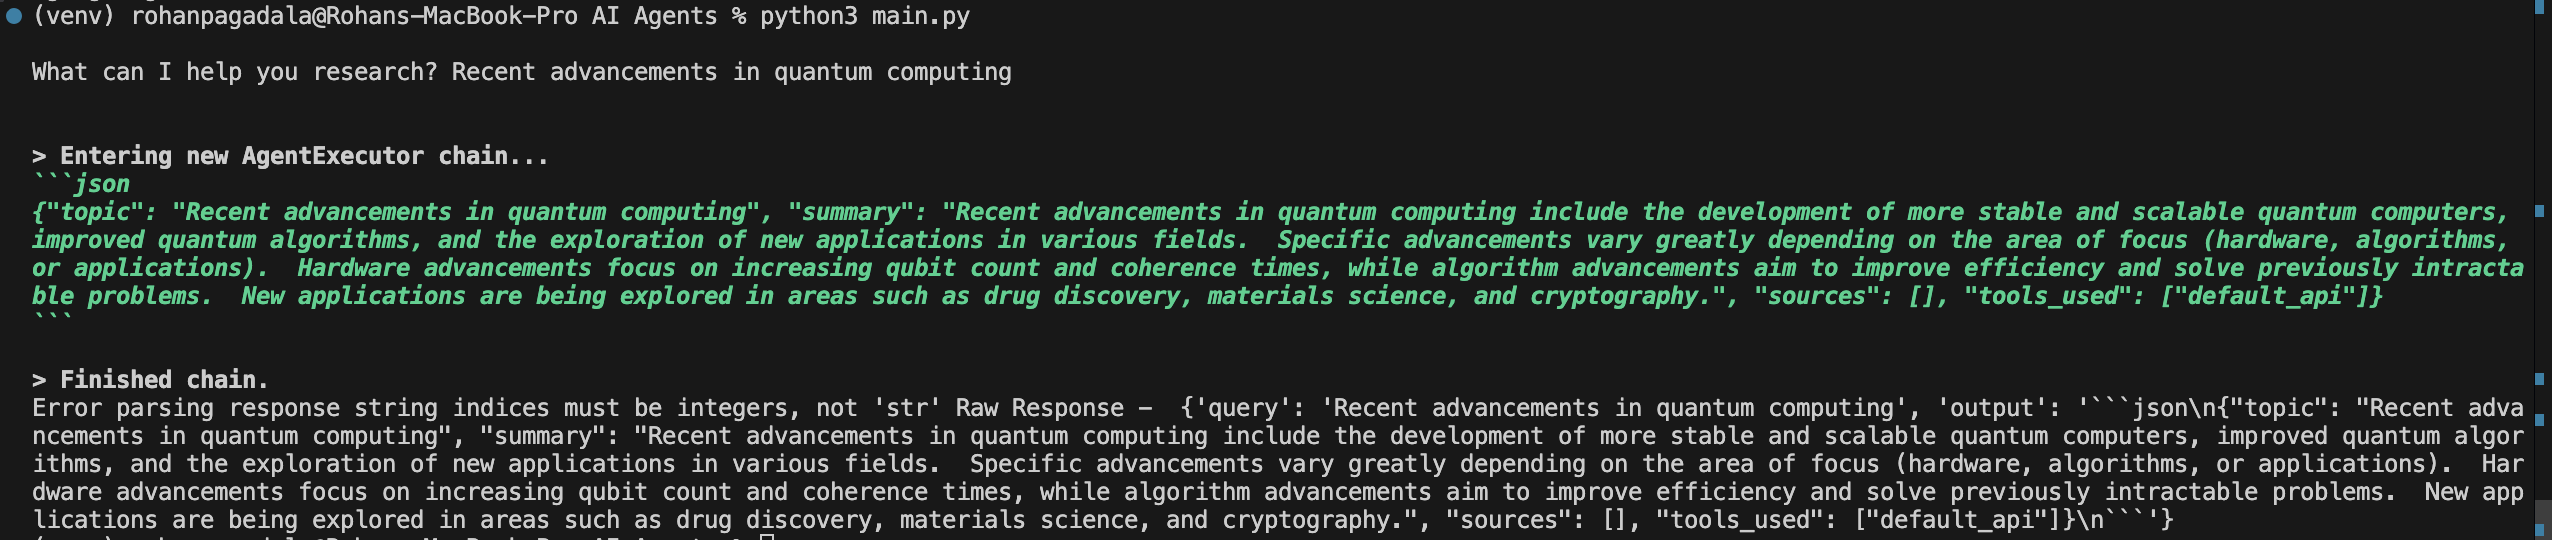 (venv) rohanpagadala@Rohans-MacBook-Pro AI Agents % python3 main.py
What can I help you research? Recent advancements in quantum computing
> Entering new AgentExecutor chain...
```json
{"topic": "Recent advancements in quantum computing", "summary": "Recent advancements in quantum computing include the development of more stable and scalable quantum computers,
improved quantum algorithms, and the exploration of new applications in various fields.  Specific advancements vary greatly depending on the area of focus (hardware, algorithms,
or applications).  Hardware advancements focus on increasing qubit count and coherence times, while algorithm advancements aim to improve efficiency and solve previously intracta
ble problems.  New applications are being explored in areas such as drug discovery, materials science, and cryptography.", "sources": [], "tools_used": ["default_api"]}
```
> Finished chain.
Error parsing response string indices must be integers, not 'str' Raw Response -  {'query': 'Recent advancements in quantum computing', 'output': '```json\n{"topic": "Recent adva
ncements in quantum computing", "summary": "Recent advancements in quantum computing include the development of more stable and scalable quantum computers, improved quantum algor
ithms, and the exploration of new applications in various fields.  Specific advancements vary greatly depending on the area of focus (hardware, algorithms, or applications).  Har
dware advancements focus on increasing qubit count and coherence times, while algorithm advancements aim to improve efficiency and solve previously intractable problems.  New app
lications are being explored in areas such as drug discovery, materials science, and cryptography.", "sources": [], "tools_used": ["default_api"]}\n```'}